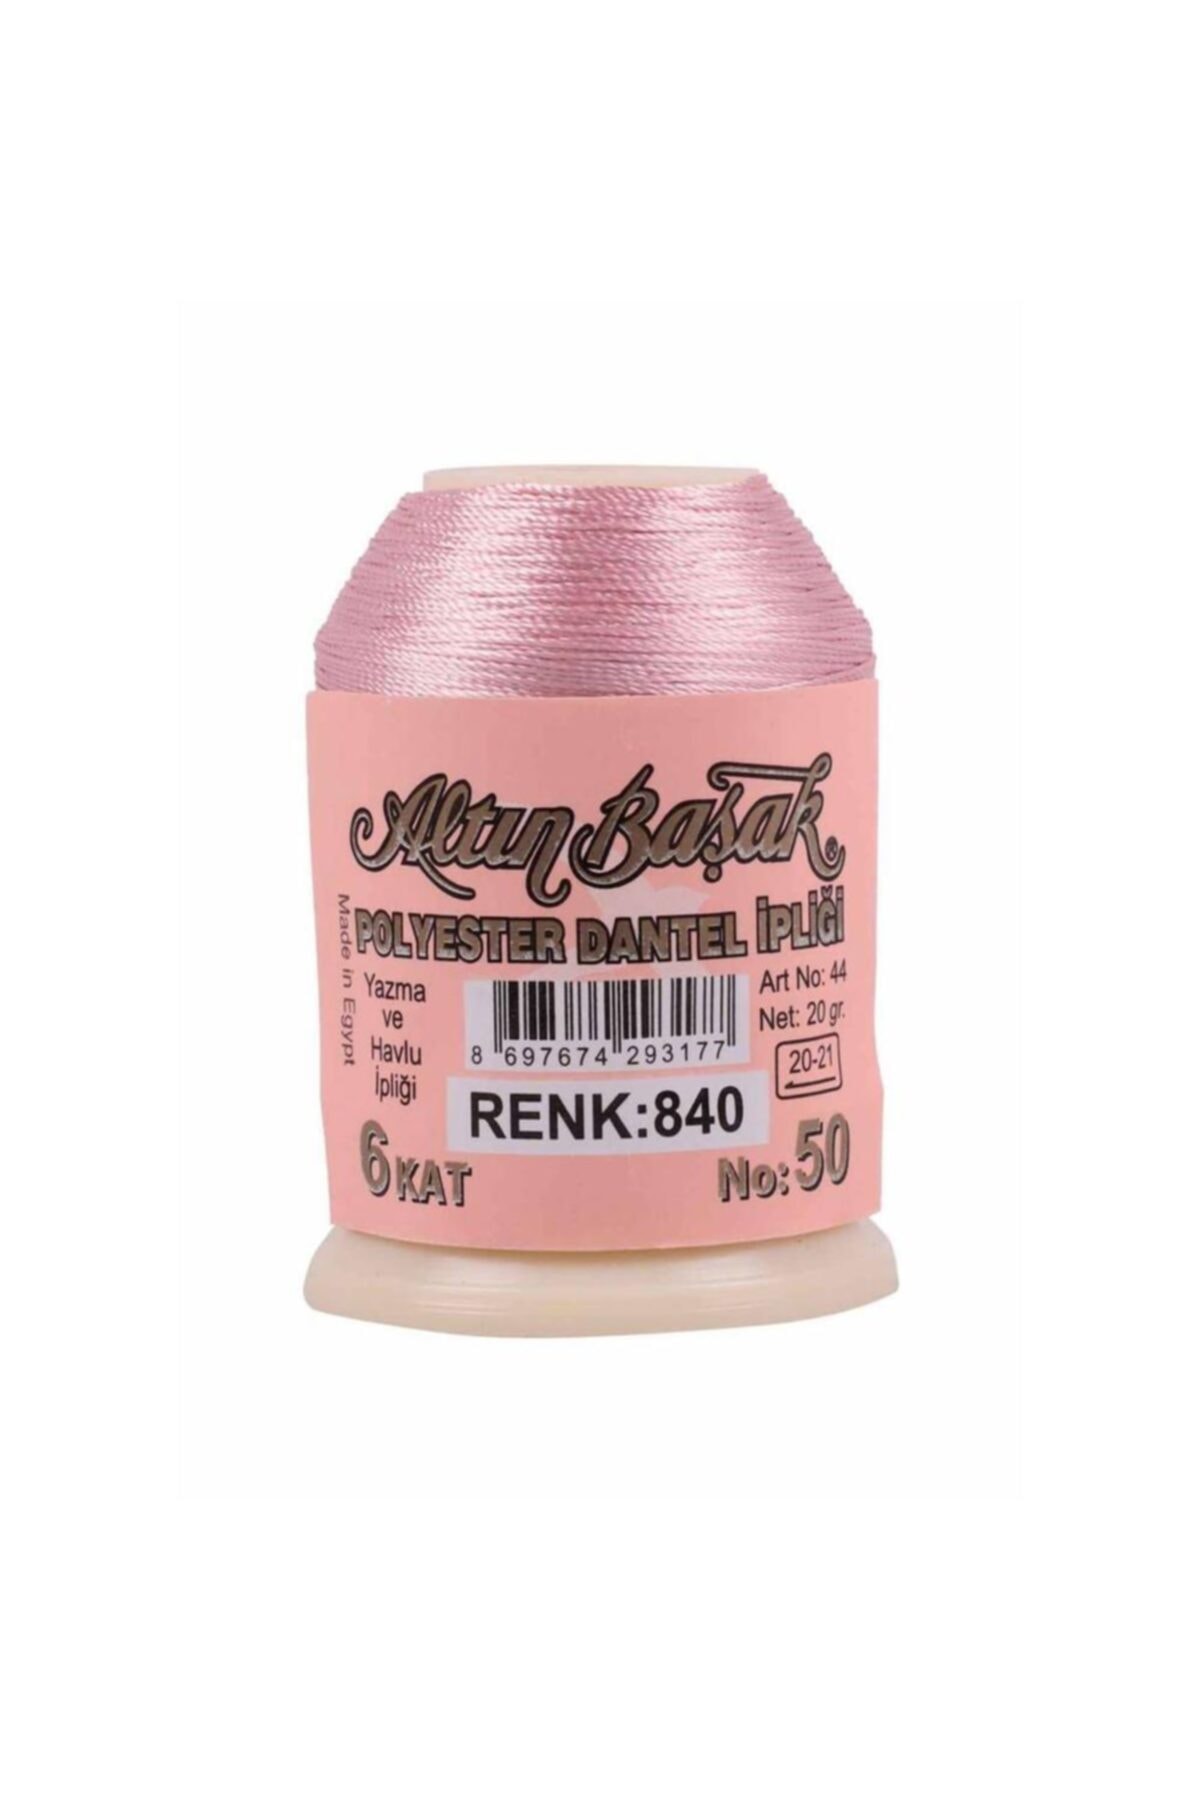 Altın Başak®
POLYESTER DANTEL İPLİĞİ
Made in Egypt
Yazma
ve
Havlu
İpliği
8 697674 293177
Art No: 44
Net: 20 gr.
20-21
RENK:840
6 KAT
No: 50